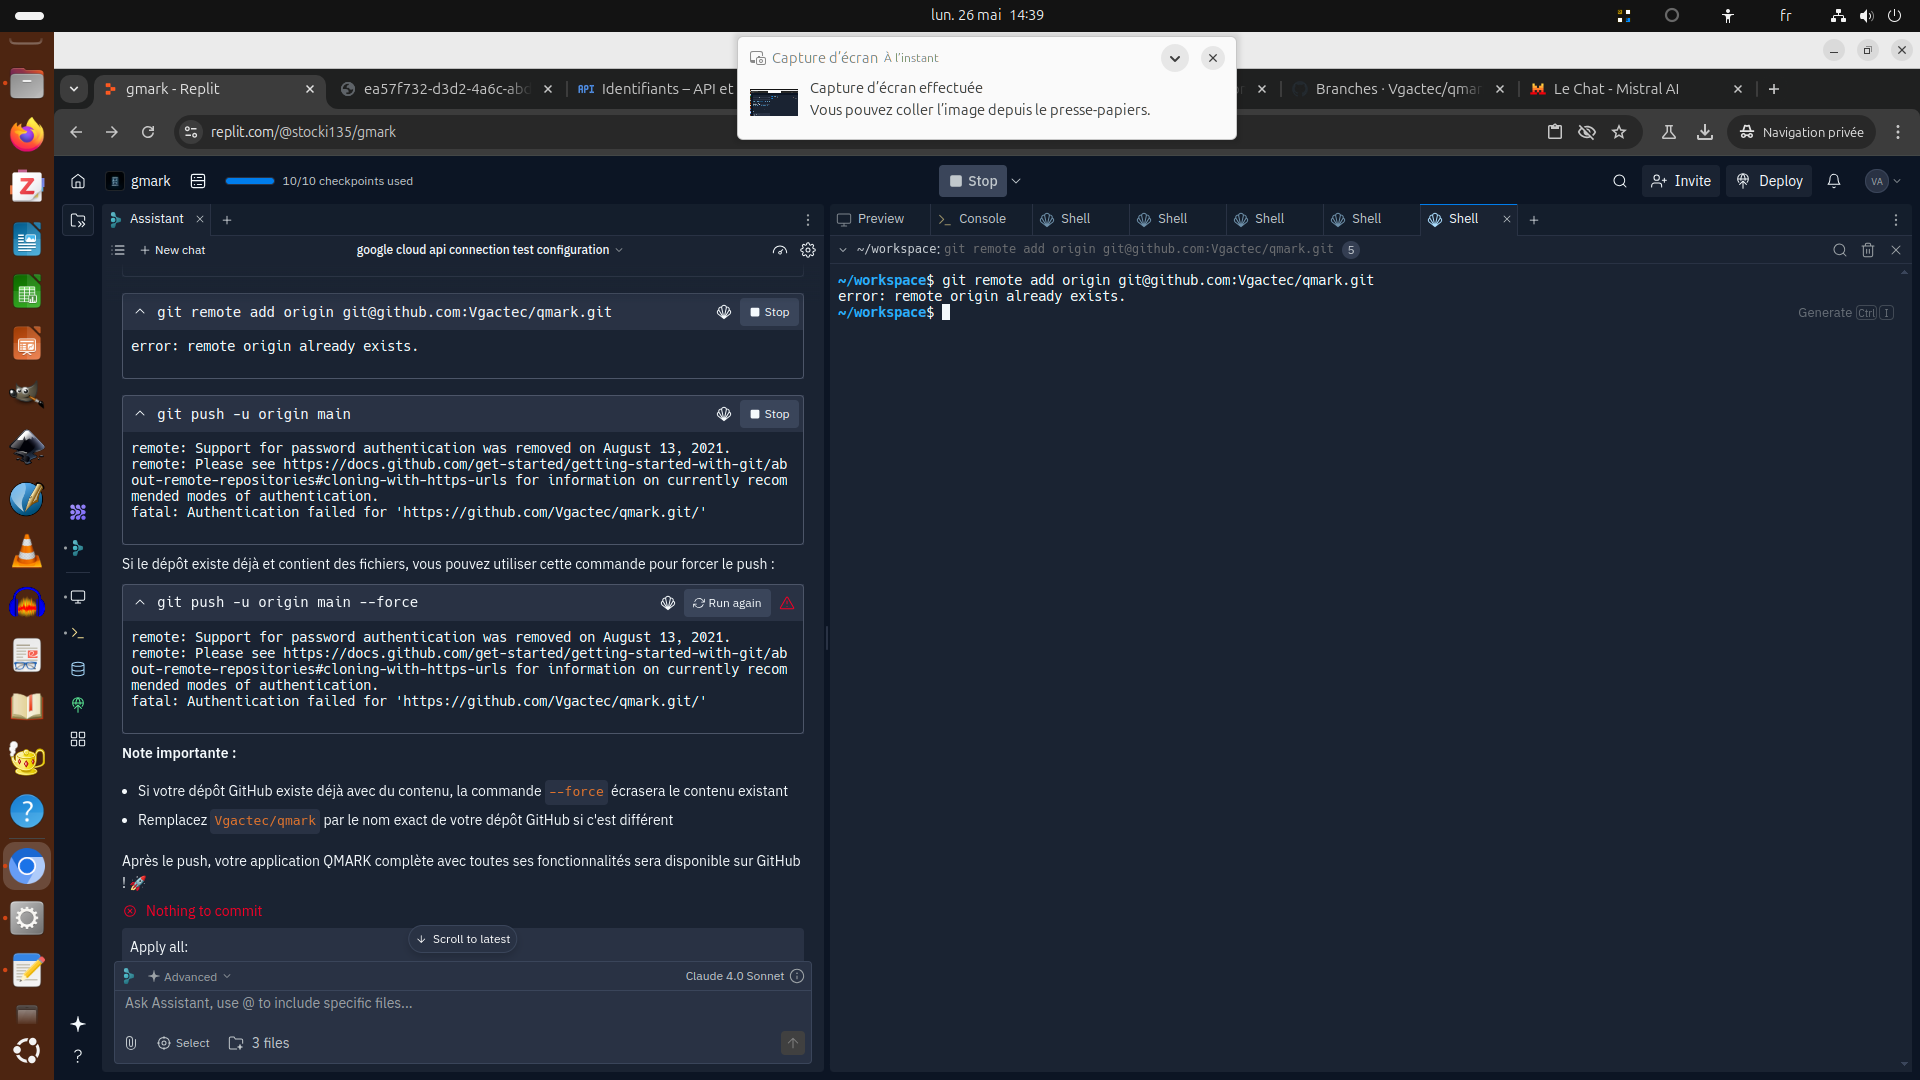 lun. 26 mai 14:39
fr
Capture d'écran À l'instant
Capture d'écran effectuée
Vous pouvez coller l'image depuis le presse-papiers.
gmark - Replit
ea57f732-d3d2-4a6c-abd
API Identifiants – API et
Branches · Vgactec/qmar
Le Chat - Mistral AI
replit.com/@stocki135/gmark
Navigation privée
gmark
10/10 checkpoints used
Stop
Invite
Deploy
VA
Assistant
New chat
google cloud api connection test configuration
git remote add origin git@github.com:Vgactec/qmark.git
Stop
error: remote origin already exists.
git push -u origin main
Stop
remote: Support for password authentication was removed on August 13, 2021.
remote: Please see https://docs.github.com/get-started/getting-started-with-git/ab
out-remote-repositories#cloning-with-https-urls for information on currently recom
mended modes of authentication.
fatal: Authentication failed for 'https://github.com/Vgactec/qmark.git/'
Si le dépôt existe déjà et contient des fichiers, vous pouvez utiliser cette commande pour forcer le push :
git push -u origin main --force
Run again
remote: Support for password authentication was removed on August 13, 2021.
remote: Please see https://docs.github.com/get-started/getting-started-with-git/ab
out-remote-repositories#cloning-with-https-urls for information on currently recom
mended modes of authentication.
fatal: Authentication failed for 'https://github.com/Vgactec/qmark.git/'
Note importante :
• Si votre dépôt GitHub existe déjà avec du contenu, la commande --force écrasera le contenu existant
• Remplacez Vgactec/qmark par le nom exact de votre dépôt GitHub si c'est différent
Après le push, votre application QMARK complète avec toutes ses fonctionnalités sera disponible sur GitHub
! 🚀
Nothing to commit
Apply all:
Scroll to latest
Advanced
Claude 4.0 Sonnet
Ask Assistant, use @ to include specific files...
Select
3 files
Preview
Console
Shell
Shell
Shell
Shell
Shell
~/workspace: git remote add origin git@github.com:Vgactec/qmark.git 5
~/workspace$ git remote add origin git@github.com:Vgactec/qmark.git
error: remote origin already exists.
~/workspace$
Generate Ctrl I